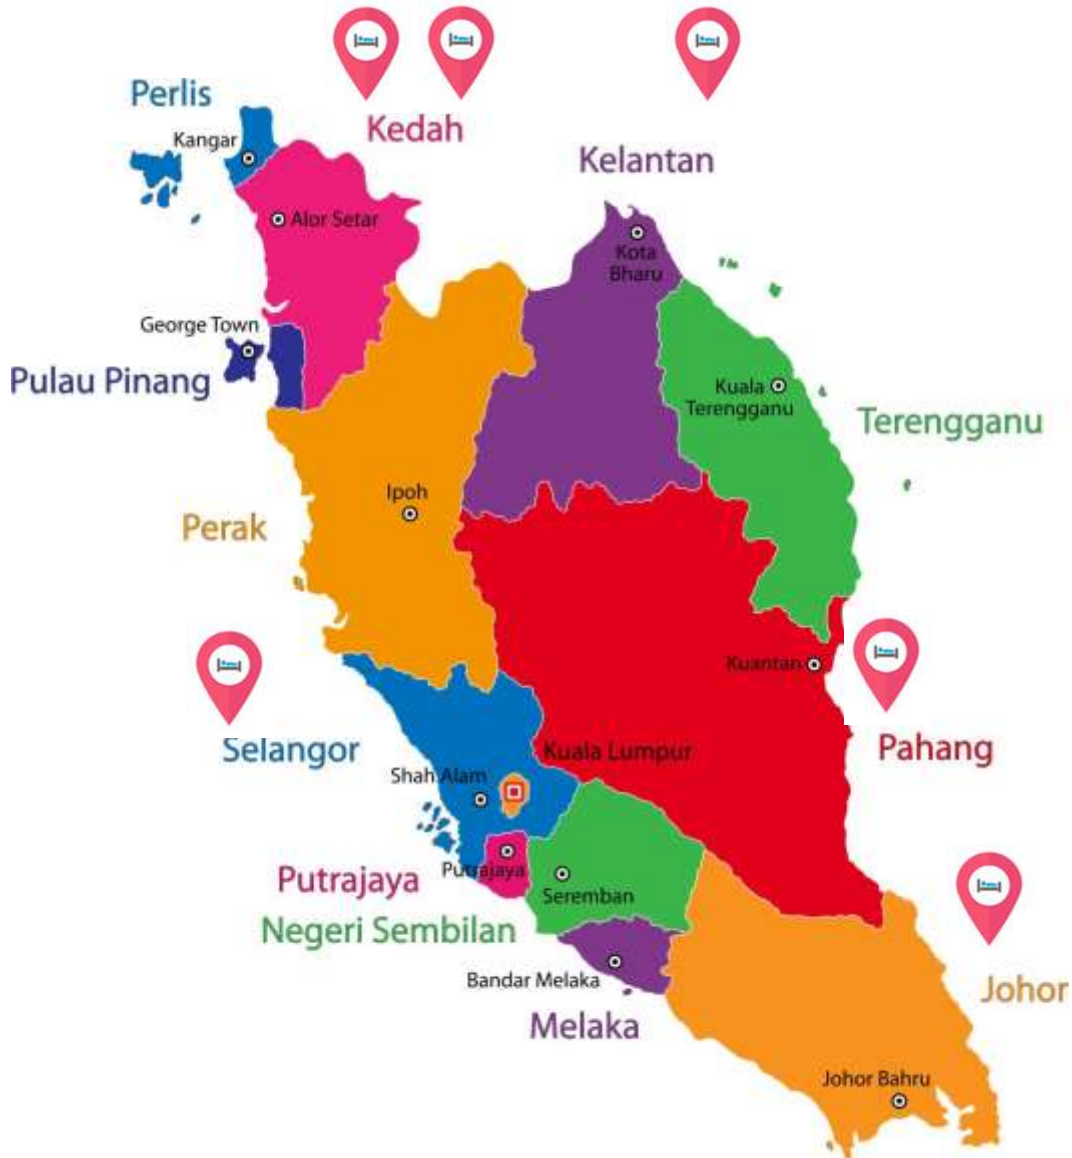 Perlis
Kangar
Kedah
Kelantan
Alor Setar
Kota
Bharu
George Town
Pulau Pinang
Kuala
Terengganu
Terengganu
Ipoh
Perak
Kuantan
Selangor
Kuala Lumpur
Pahang
Shah Alam
Putrajaya
Putrajaya
Seremban
Negeri Sembilan
Bandar Melaka
Johor
Melaka
Johor Bahru